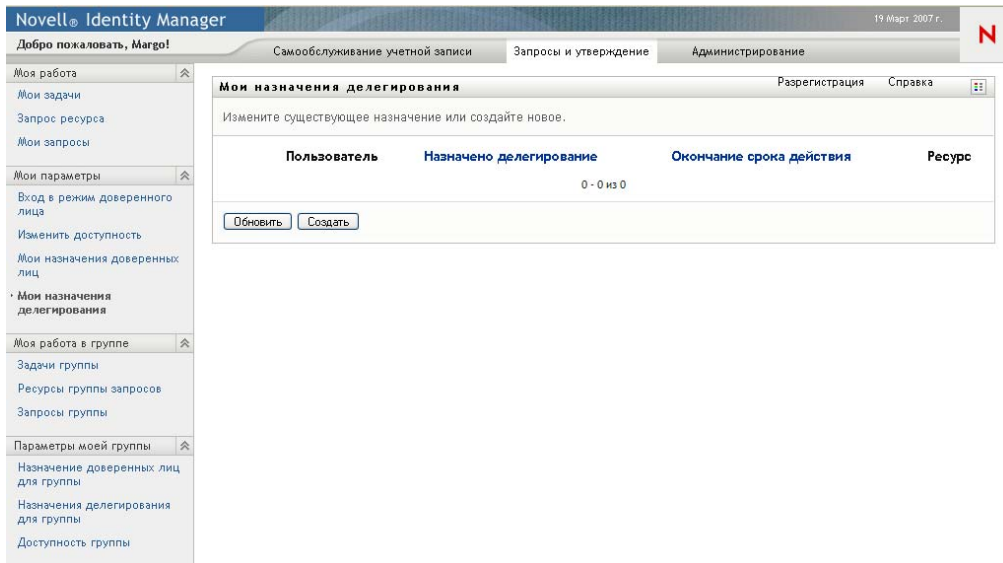 Novell® Identity Manager
19 Март 2007 г.
N
Добро пожаловать, Margo!
Самообслуживание учетной записи
Запросы и утверждение
Администрирование
Моя работа
Мои задачи
Запрос ресурса
Мои запросы
Мои параметры
Вход в режим доверенного
лица
Изменить доступность
Мои назначения доверенных
лиц
Мои назначения
делегирования
Моя работа в группе
Задачи группы
Ресурсы группы запросов
Запросы группы
Параметры моей группы
Назначение доверенных лиц
для группы
Назначения делегирования
для группы
Доступность группы
Мои назначения делегирования
Разрегистрация
Справка
Измените существующее назначение или создайте новое.
Пользователь
Назначено делегирование
Окончание срока действия
Ресурс
0 - 0 из 0
Обновить
Создать